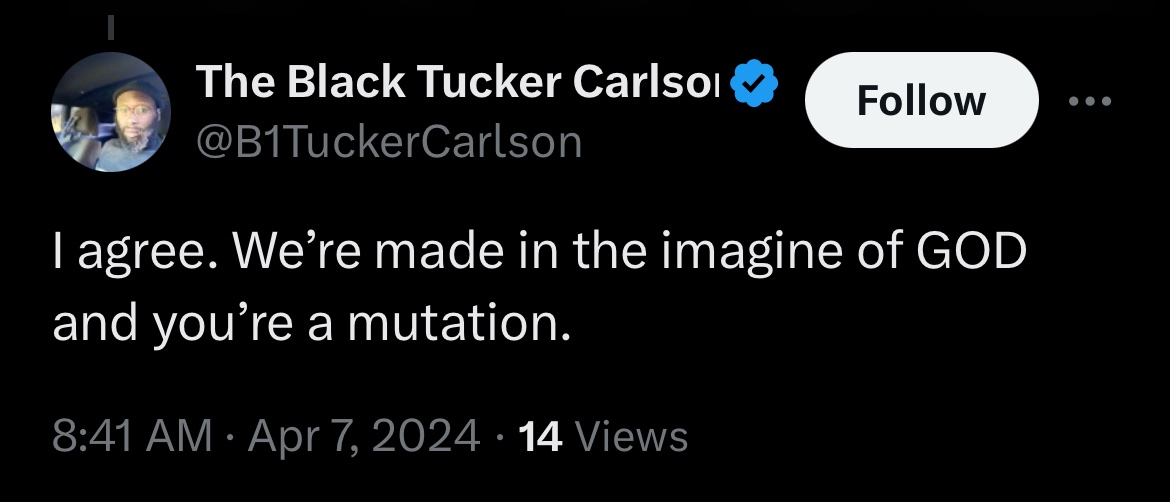 The Black Tucker Carlson
Follow
@B1TuckerCarlson
I agree. We’re made in the imagine of GOD
and you’re a mutation.
8:41 AM · Apr 7, 2024 · 14 Views